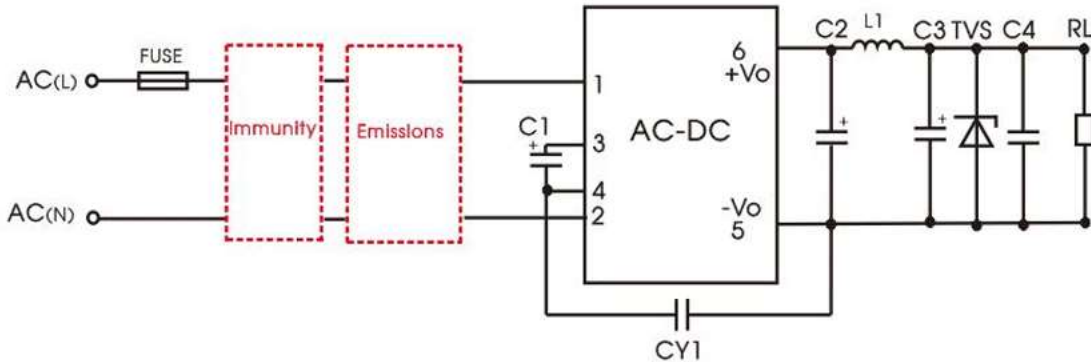 C2 L1 C3 TVS C4 RL
FUSE
6
+Vo
AC(L)
1
Immunity
Emissions
C1
+
3
AC-DC
+
+
4
AC(N)
2
-Vo
5
CY1